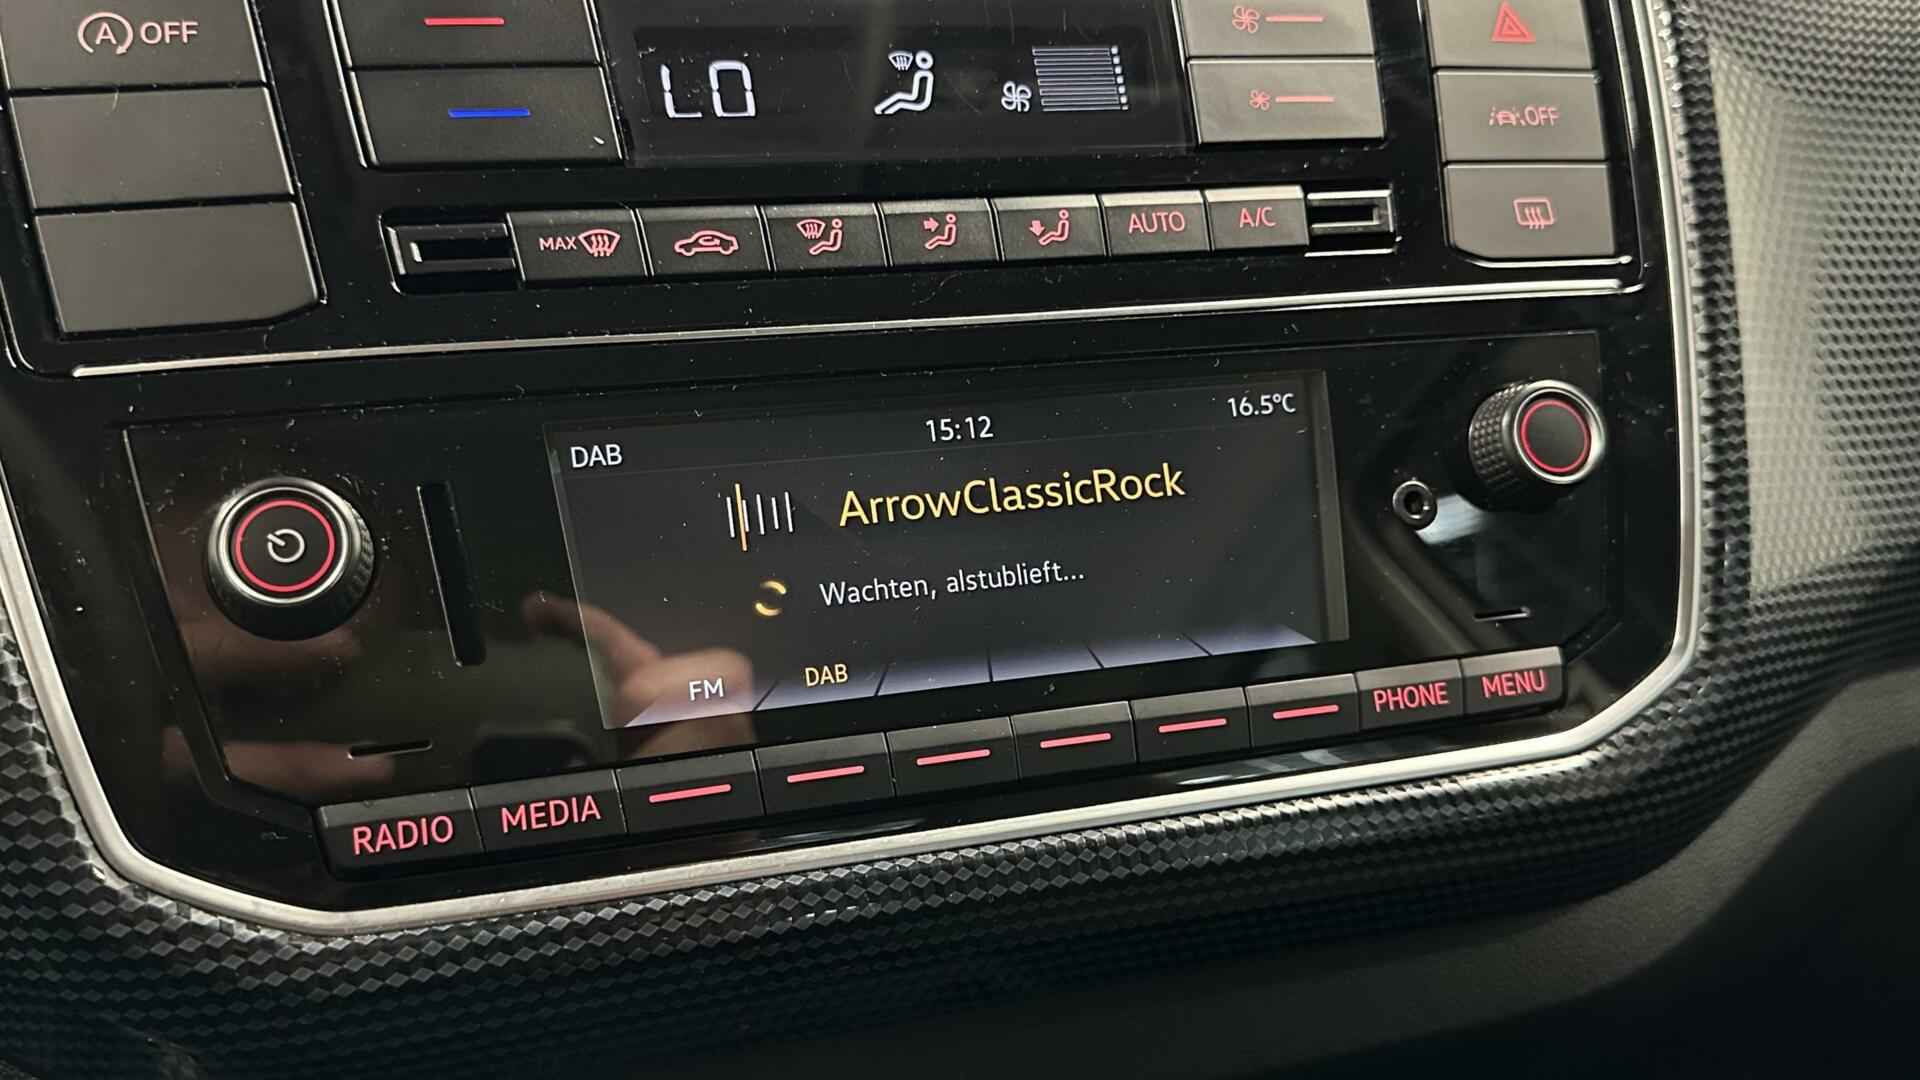 A OFF
LO
OFF
MAX
AUTO
A/C
DAB
15:12
16.5°C
ArrowClassicRock
Wachten, alstublieft...
FM
DAB
RADIO
MEDIA
PHONE
MENU